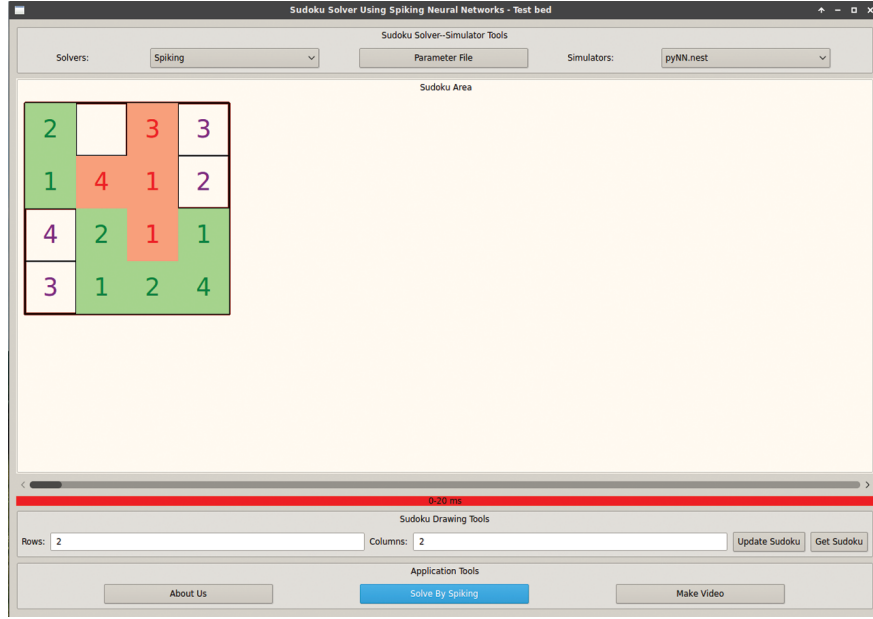 Sudoku Solver Using Spiking Neural Networks - Test bed
Sudoku Solver--Simulator Tools
Solvers: Spiking Parameter File Simulators: pyNN.nest
Sudoku Area
2 3 3
1 4 1 2
4 2 1 1
3 1 2 4
0-20 ms
Sudoku Drawing Tools
Rows: 2 Columns: 2 Update Sudoku Get Sudoku
Application Tools
About Us Solve By Spiking Make Video